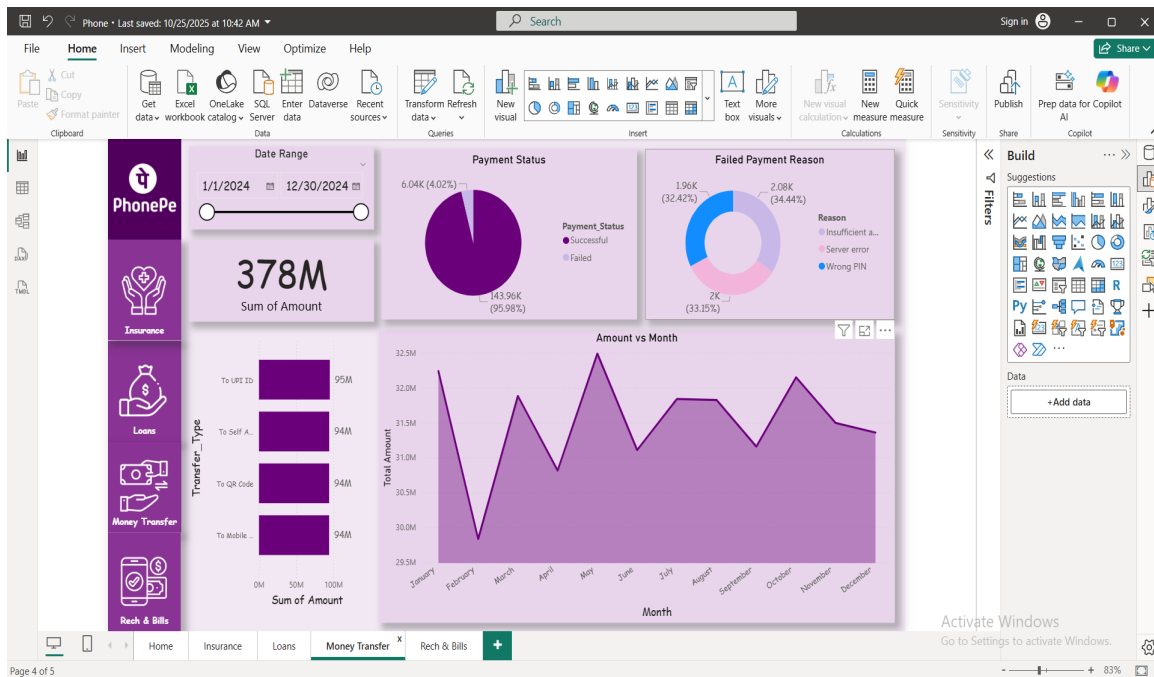 Phone • Last saved: 10/25/2025 at 10:42 AM
Search
Sign in
File
Home
Insert
Modeling
View
Optimize
Help
Share
Paste
Cut
Copy
Format painter
Clipboard
Get data
Excel workbook
OneLake catalog
SQL Server
Enter data
Dataverse
Recent sources
Data
Transform data
Refresh
Queries
New visual
Text box
More visuals
Insert
New visual calculation
New measure
Quick measure
Calculations
Sensitivity
Sensitivity
Publish
Share
Prep data for AI
Copilot
Copilot
पे
PhonePe
Insurance
Loans
Money Transfer
Rech & Bills
Date Range
1/1/2024
12/30/2024
378M
Sum of Amount
Payment Status
6.04K (4.02%)
143.96K
(95.98%)
Payment_Status
Successful
Failed
Failed Payment Reason
1.96K
(32.42%)
2.08K
(34.44%)
2K
(33.15%)
Reason
Insufficient a...
Server error
Wrong PIN
Transfer_Type
To UPI ID
95M
To Self A...
94M
To QR Code
94M
To Mobile ...
94M
0M
50M
100M
Sum of Amount
Amount vs Month
Total Amount
32.5M
32.0M
31.5M
31.0M
30.5M
30.0M
29.5M
January
February
March
April
May
June
July
August
September
October
November
December
Month
Filters
Build
Suggestions
R
Py
Data
+Add data
DAX
TMDL
Activate Windows
Go to Settings to activate Windows.
Home
Insurance
Loans
Money Transfer
x
Rech & Bills
+
Page 4 of 5
- + 83%